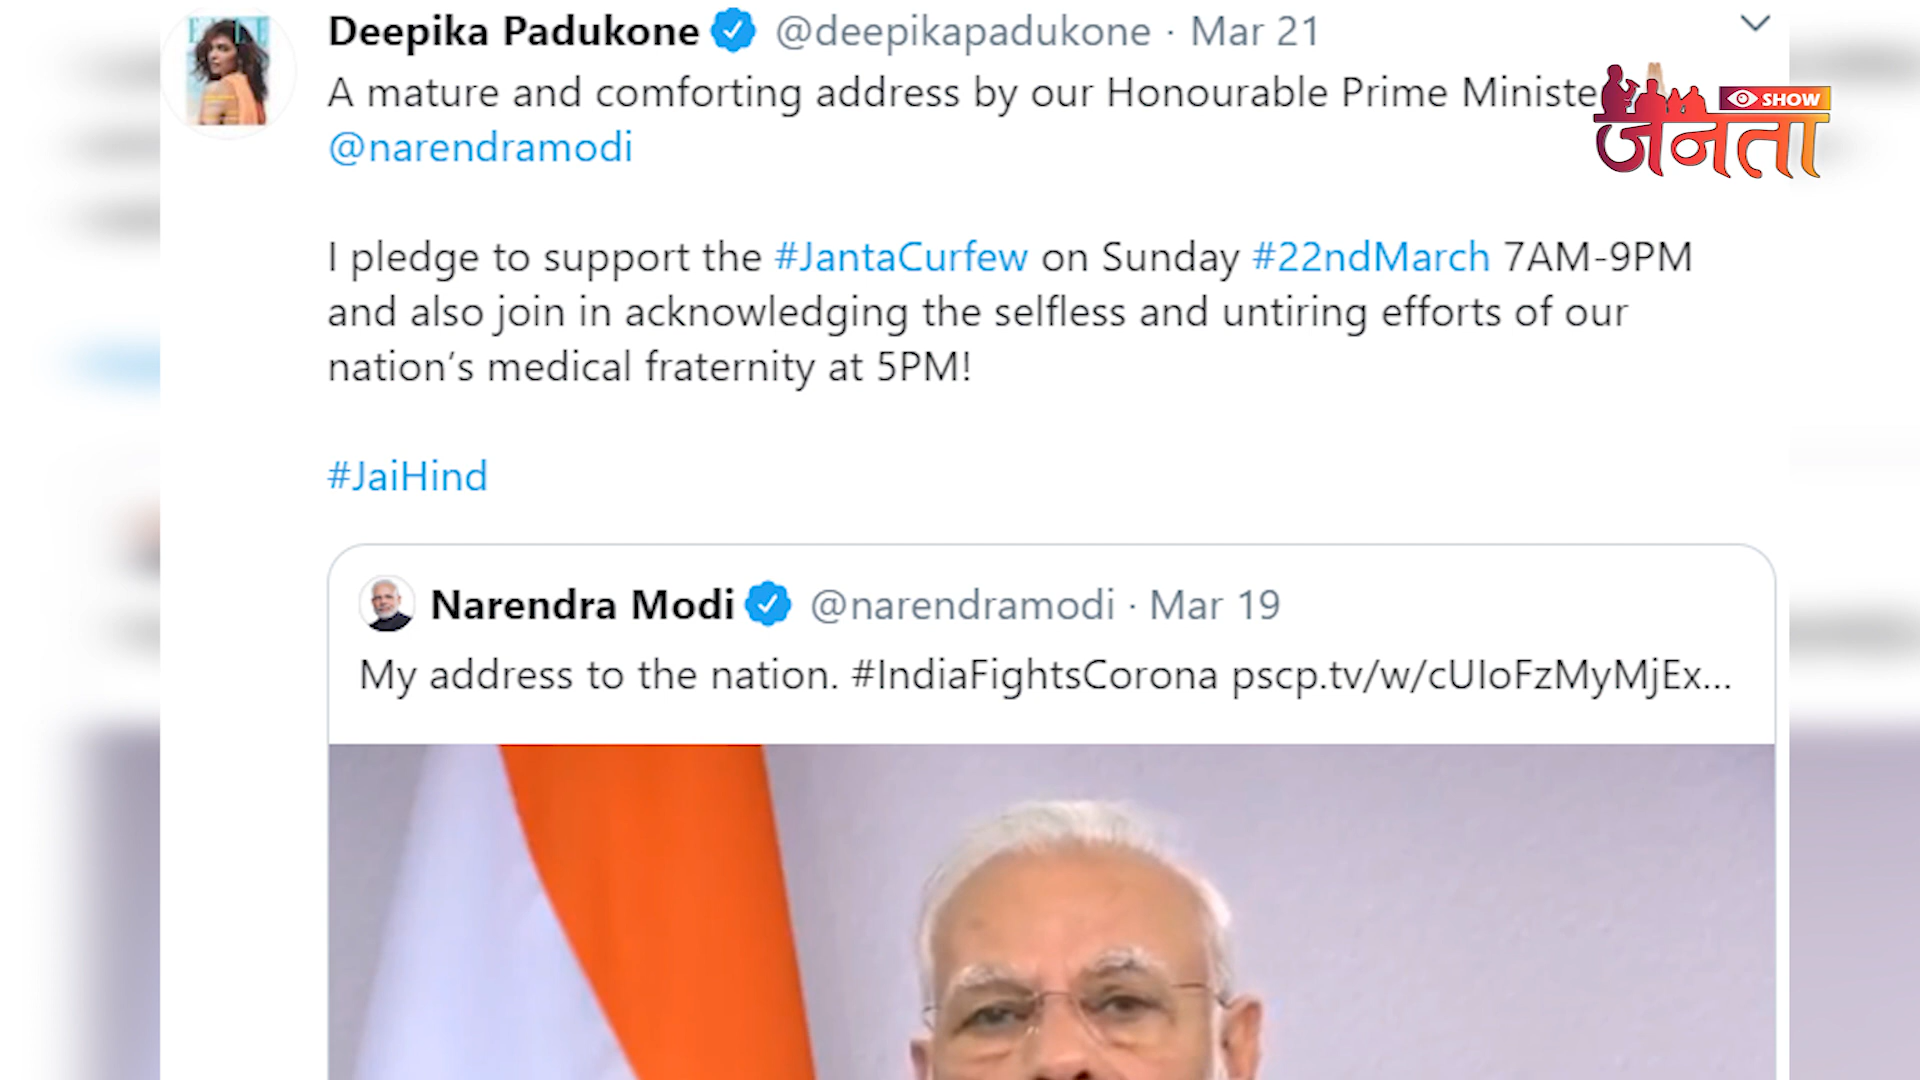 Deepika Padukone @deepikapadukone · Mar 21
A mature and comforting address by our Honourable Prime Ministe
@narendramodi
SHOW
जनता
I pledge to support the #JantaCurfew on Sunday #22ndMarch 7AM-9PM
and also join in acknowledging the selfless and untiring efforts of our
nation’s medical fraternity at 5PM!
#JaiHind
Narendra Modi @narendramodi · Mar 19
My address to the nation. #IndiaFightsCorona pscp.tv/w/cUIoFzMyMjEx...